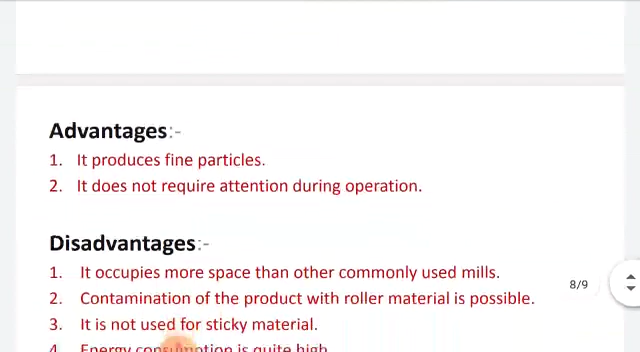 Advantages:-
1. It produces fine particles.
2. It does not require attention during operation.
Disadvantages:-
1. It occupies more space than other commonly used mills.
2. Contamination of the product with roller material is possible.
8/9
3. It is not used for sticky material.
4. Energy consumption is quite high